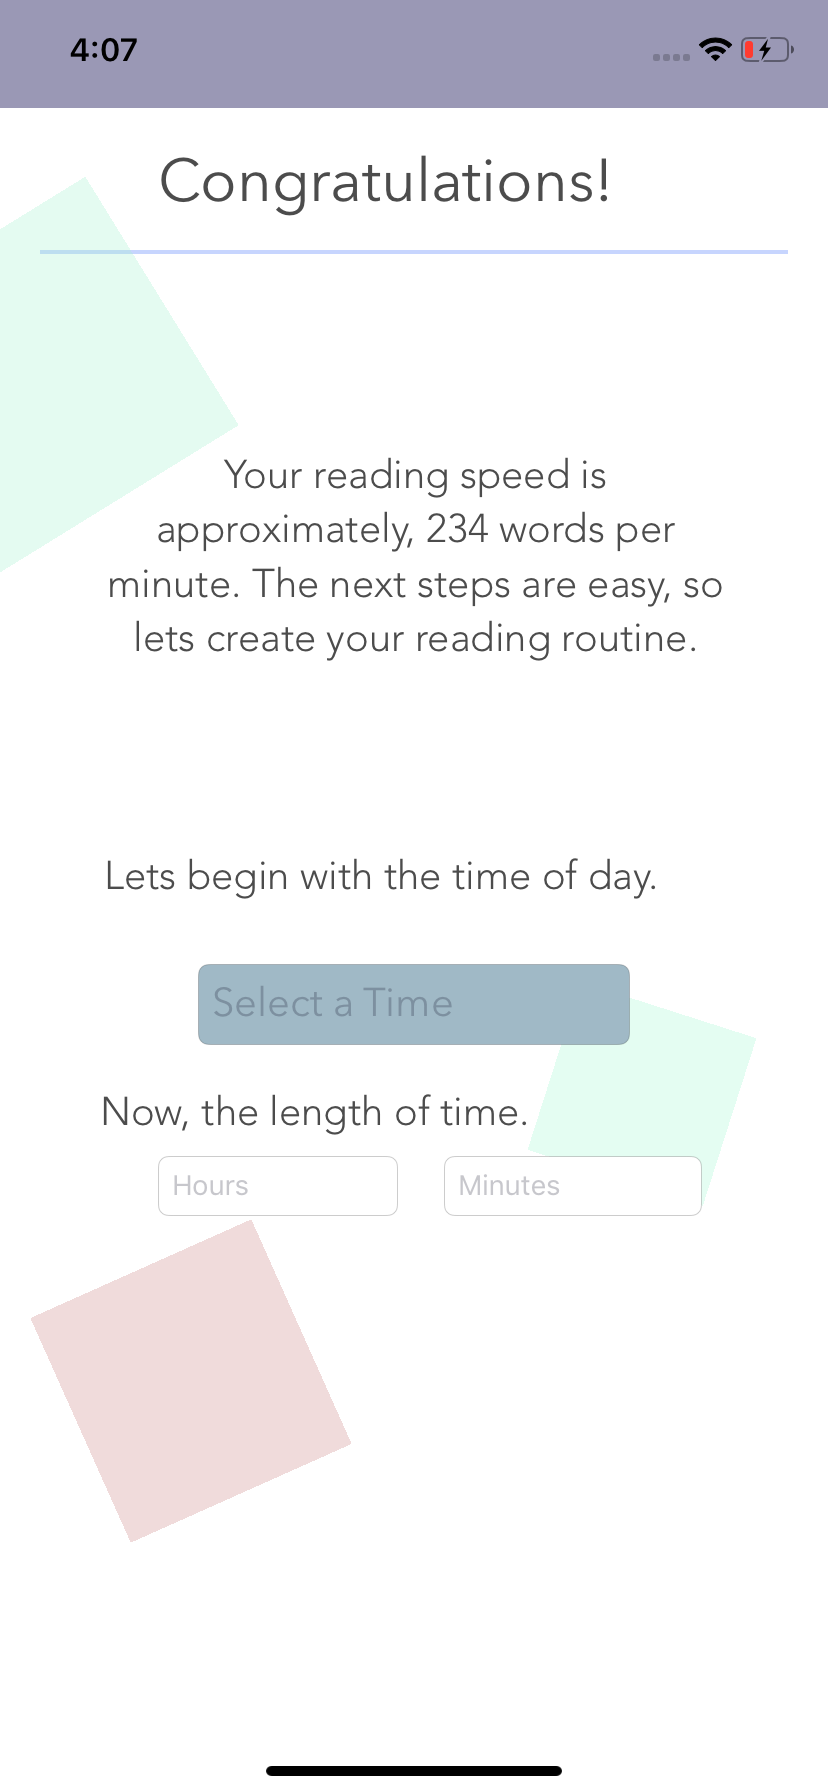 4:07
Congratulations!
Your reading speed is
approximately, 234 words per
minute. The next steps are easy, so
lets create your reading routine.
Lets begin with the time of day.
Select a Time
Now, the length of time.
Hours Minutes